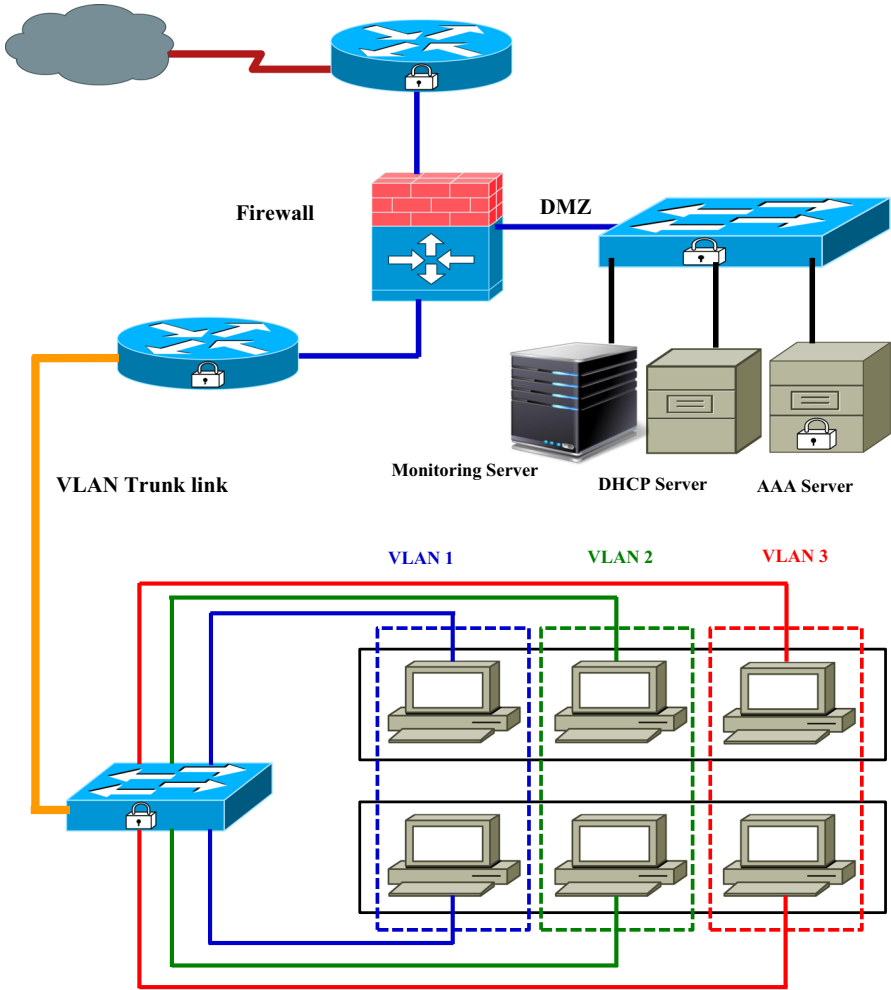 Firewall
DMZ
Monitoring Server
DHCP Server
AAA Server
VLAN Trunk link
VLAN 1
VLAN 2
VLAN 3